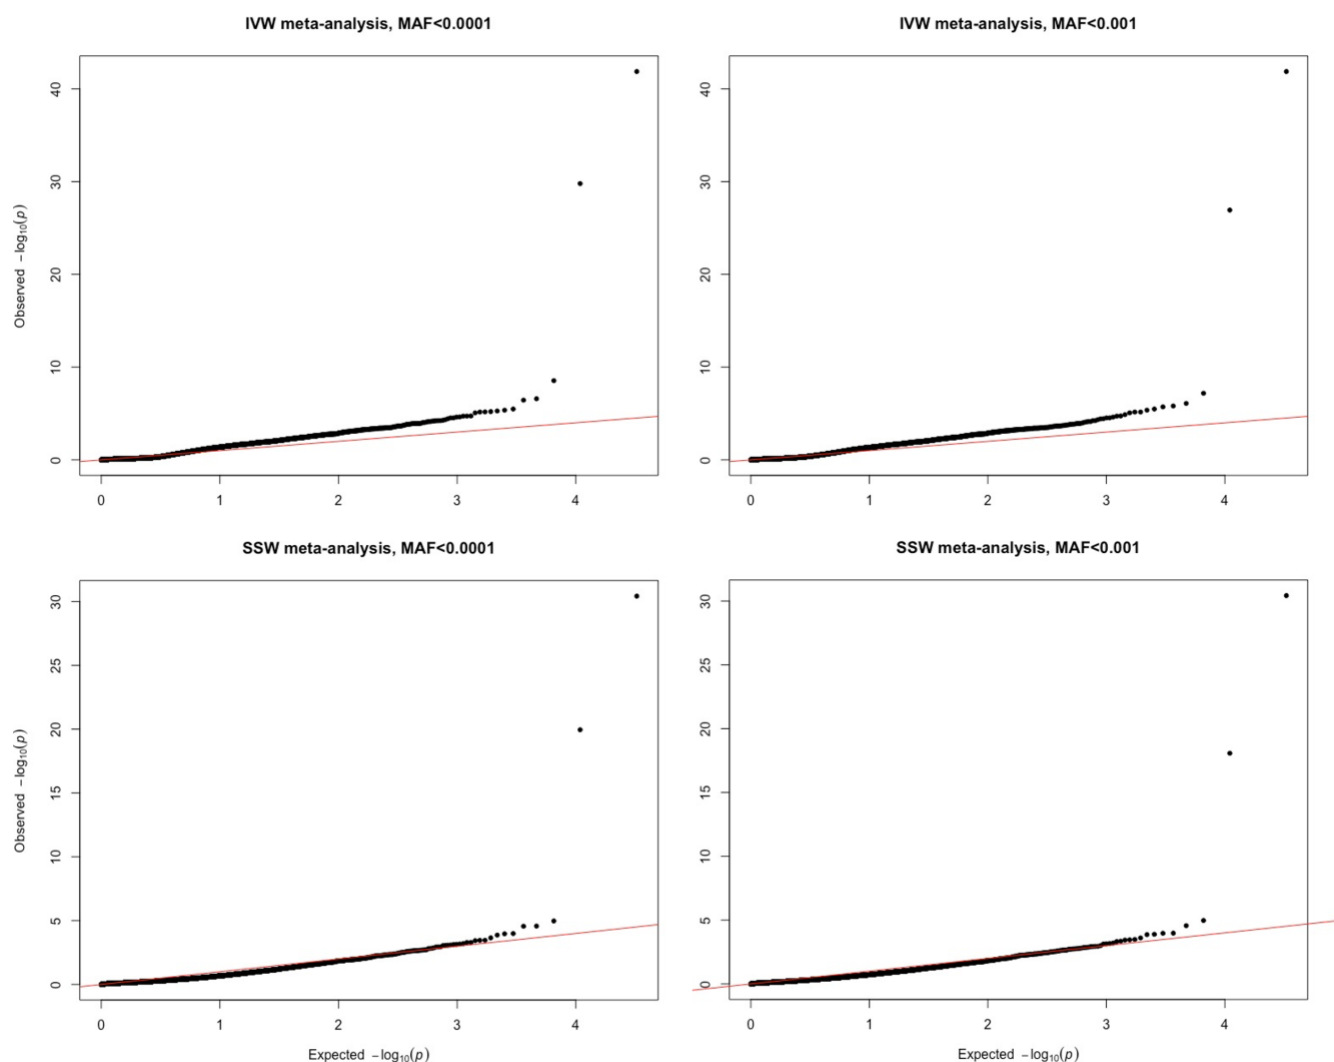 IVW meta-analysis, MAF<0.0001
Observed −log10(p)
40
30
20
10
0
0 1 2 3 4
IVW meta-analysis, MAF<0.001
40
30
20
10
0
0 1 2 3 4
SSW meta-analysis, MAF<0.0001
Observed −log10(p)
30
25
20
15
10
5
0
0 1 2 3 4
Expected −log10(p)
SSW meta-analysis, MAF<0.001
30
25
20
15
10
5
0
0 1 2 3 4
Expected −log10(p)